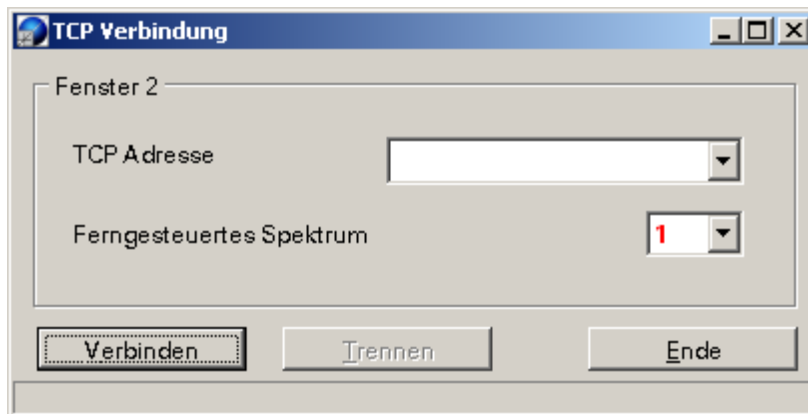 TCP Verbindung
Fenster 2
TCP Adresse
Ferngesteuertes Spektrum 1
Verbinden Trennen Ende